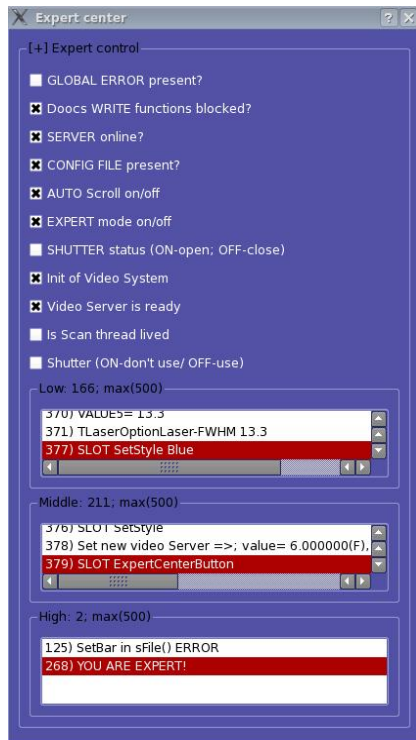 Expert center
[+] Expert control
GLOBAL ERROR present?
Doocs WRITE functions blocked?
SERVER online?
CONFIG FILE present?
AUTO Scroll on/off
EXPERT mode on/off
SHUTTER status (ON-open; OFF-close)
Init of Video System
Video Server is ready
Is Scan thread lived
Shutter (ON-don't use/ OFF-use)
Low: 166; max(500)
370) VALUE5= 13.3
371) TLaserOptionLaser-FWHM 13.3
377) SLOT SetStyle Blue
Middle: 211; max(500)
376) SLOT SetStyle
378) Set new video Server =>; value= 6.000000(F),
379) SLOT ExpertCenterButton
High: 2; max(500)
125) SetBar in sFile() ERROR
268) YOU ARE EXPERT!